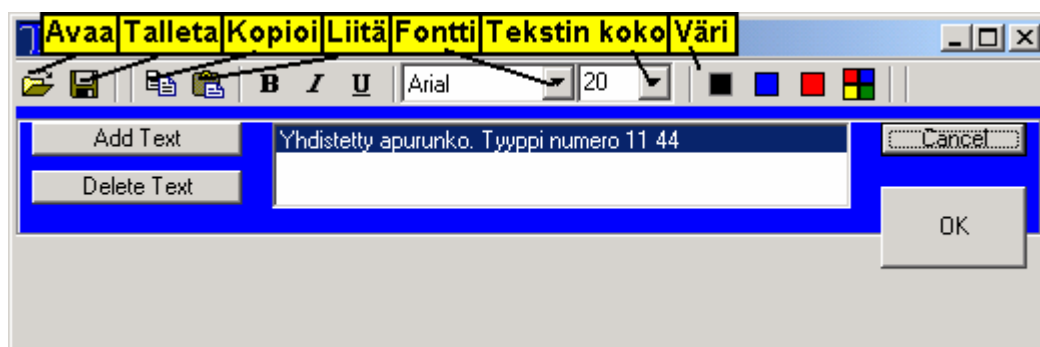 Avaa Talleta Kopioi Liitä Fontti Tekstin koko Väri
B I U Arial 20
Add Text Yhdistetty apurunko. Tyyppi numero 11 44 Cancel
Delete Text
OK